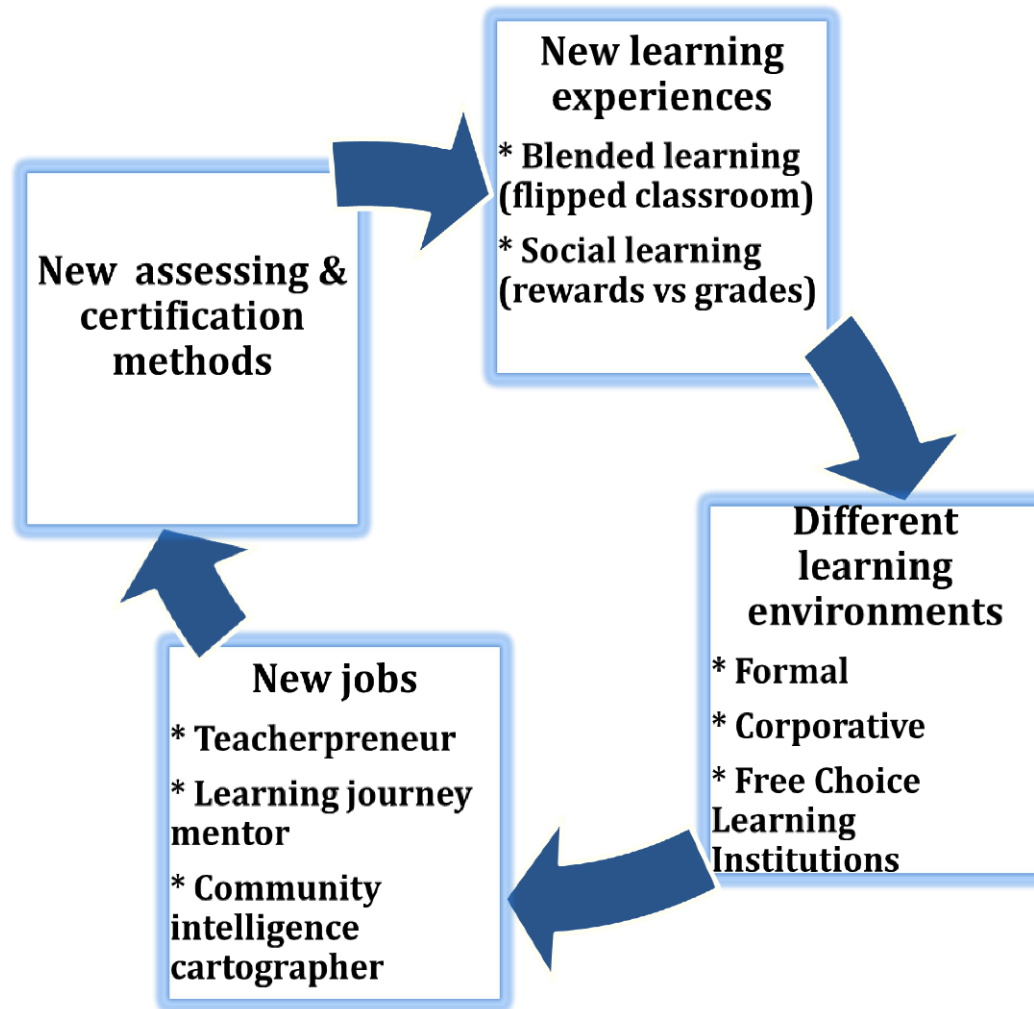 New learning
experiences
* Blended learning
(flipped classroom)
* Social learning
(rewards vs grades)
New assessing &
certification
methods
Different
learning
environments
* Formal
* Corporative
* Free Choice
Learning
Institutions
New jobs
* Teacherpreneur
* Learning journey
mentor
* Community
intelligence
cartographer